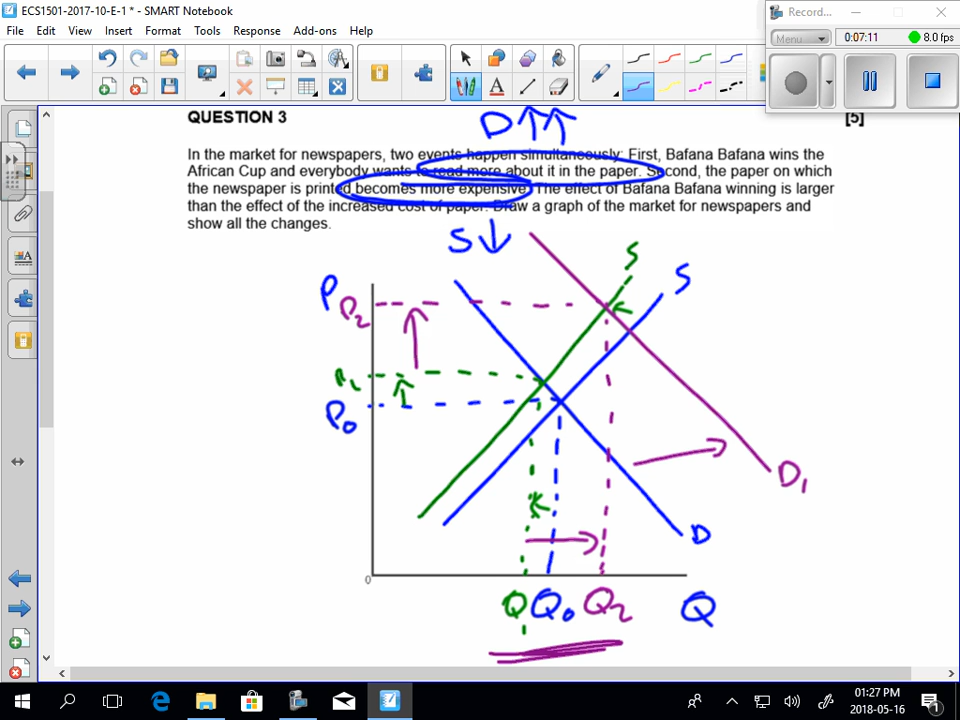 ECS1501-2017-10-E-1 * - SMART Notebook
Record...
File Edit View Insert Format Tools Response Add-ons Help
Menu
0:07:11
8.0 fps
QUESTION 3
D
[5]
In the market for newspapers, two events happen simultaneously: First, Bafana Bafana wins the
African Cup and everybody wants to read more about it in the paper. Second, the paper on which
the newspaper is printed becomes more expensive. The effect of Bafana Bafana winning is larger
than the effect of the increased cost of paper. Draw a graph of the market for newspapers and
show all the changes.
S
S
S
P
P2
P1
P0
D1
D
0
Q1 Q0 Q2 Q
01:27 PM
2018-05-16
1